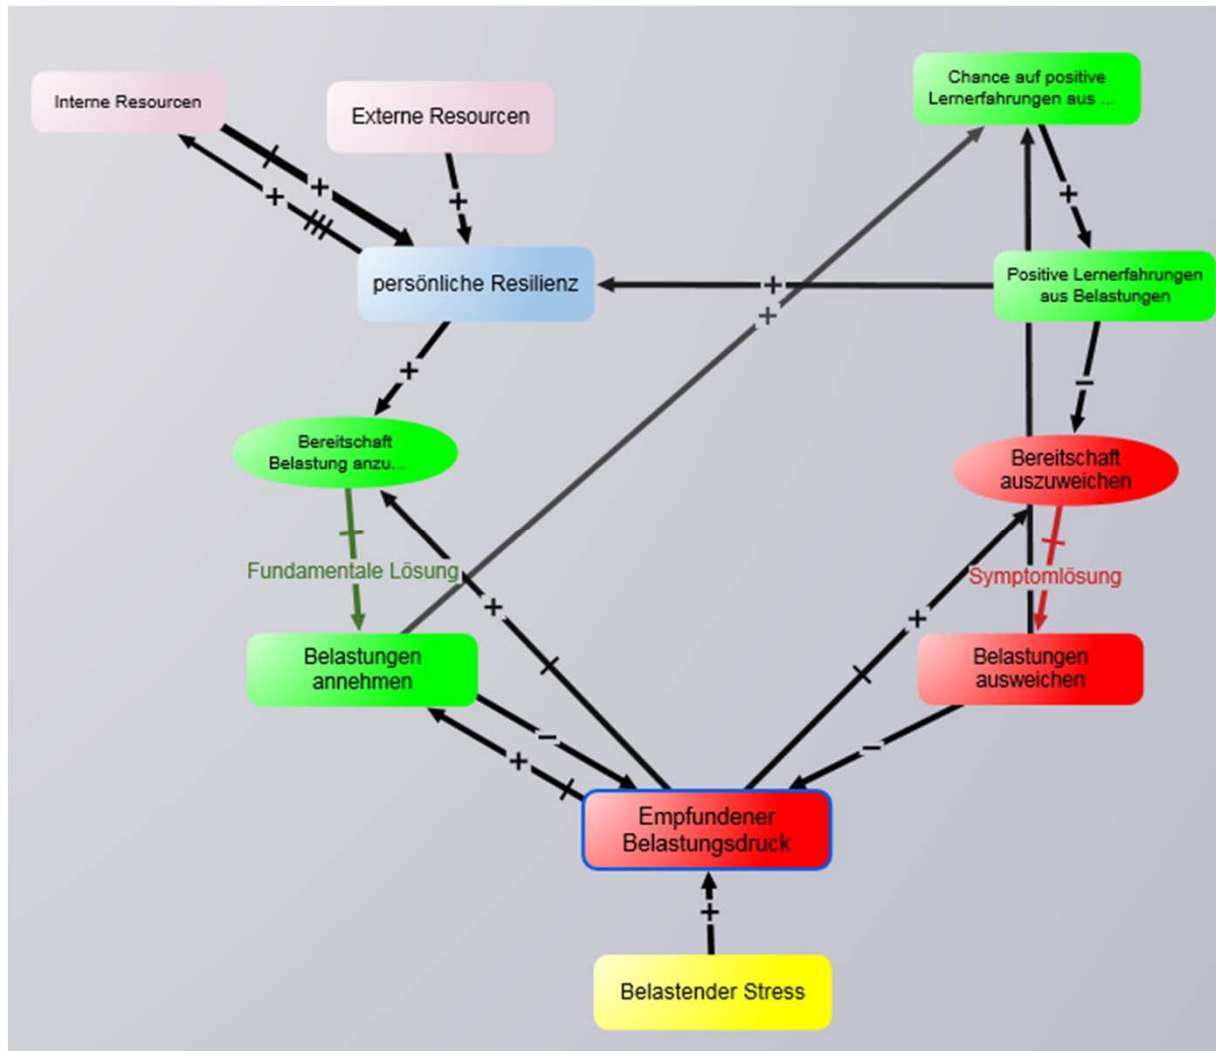 Interne Resourcen
Externe Resourcen
Chance auf positive
Lernerfahrungen aus ...
+
+
+
+
persönliche Resilienz
+
+
Positive Lernerfahrungen
aus Belastungen
+
−
Bereitschaft
Belastung anzu...
Bereitschaft
auszuweichen
Fundamentale Lösung
Symptomlösung
+
+
Belastungen
annehmen
Belastungen
ausweichen
−
+
−
Empfundener
Belastungsdruck
+
Belastender Stress